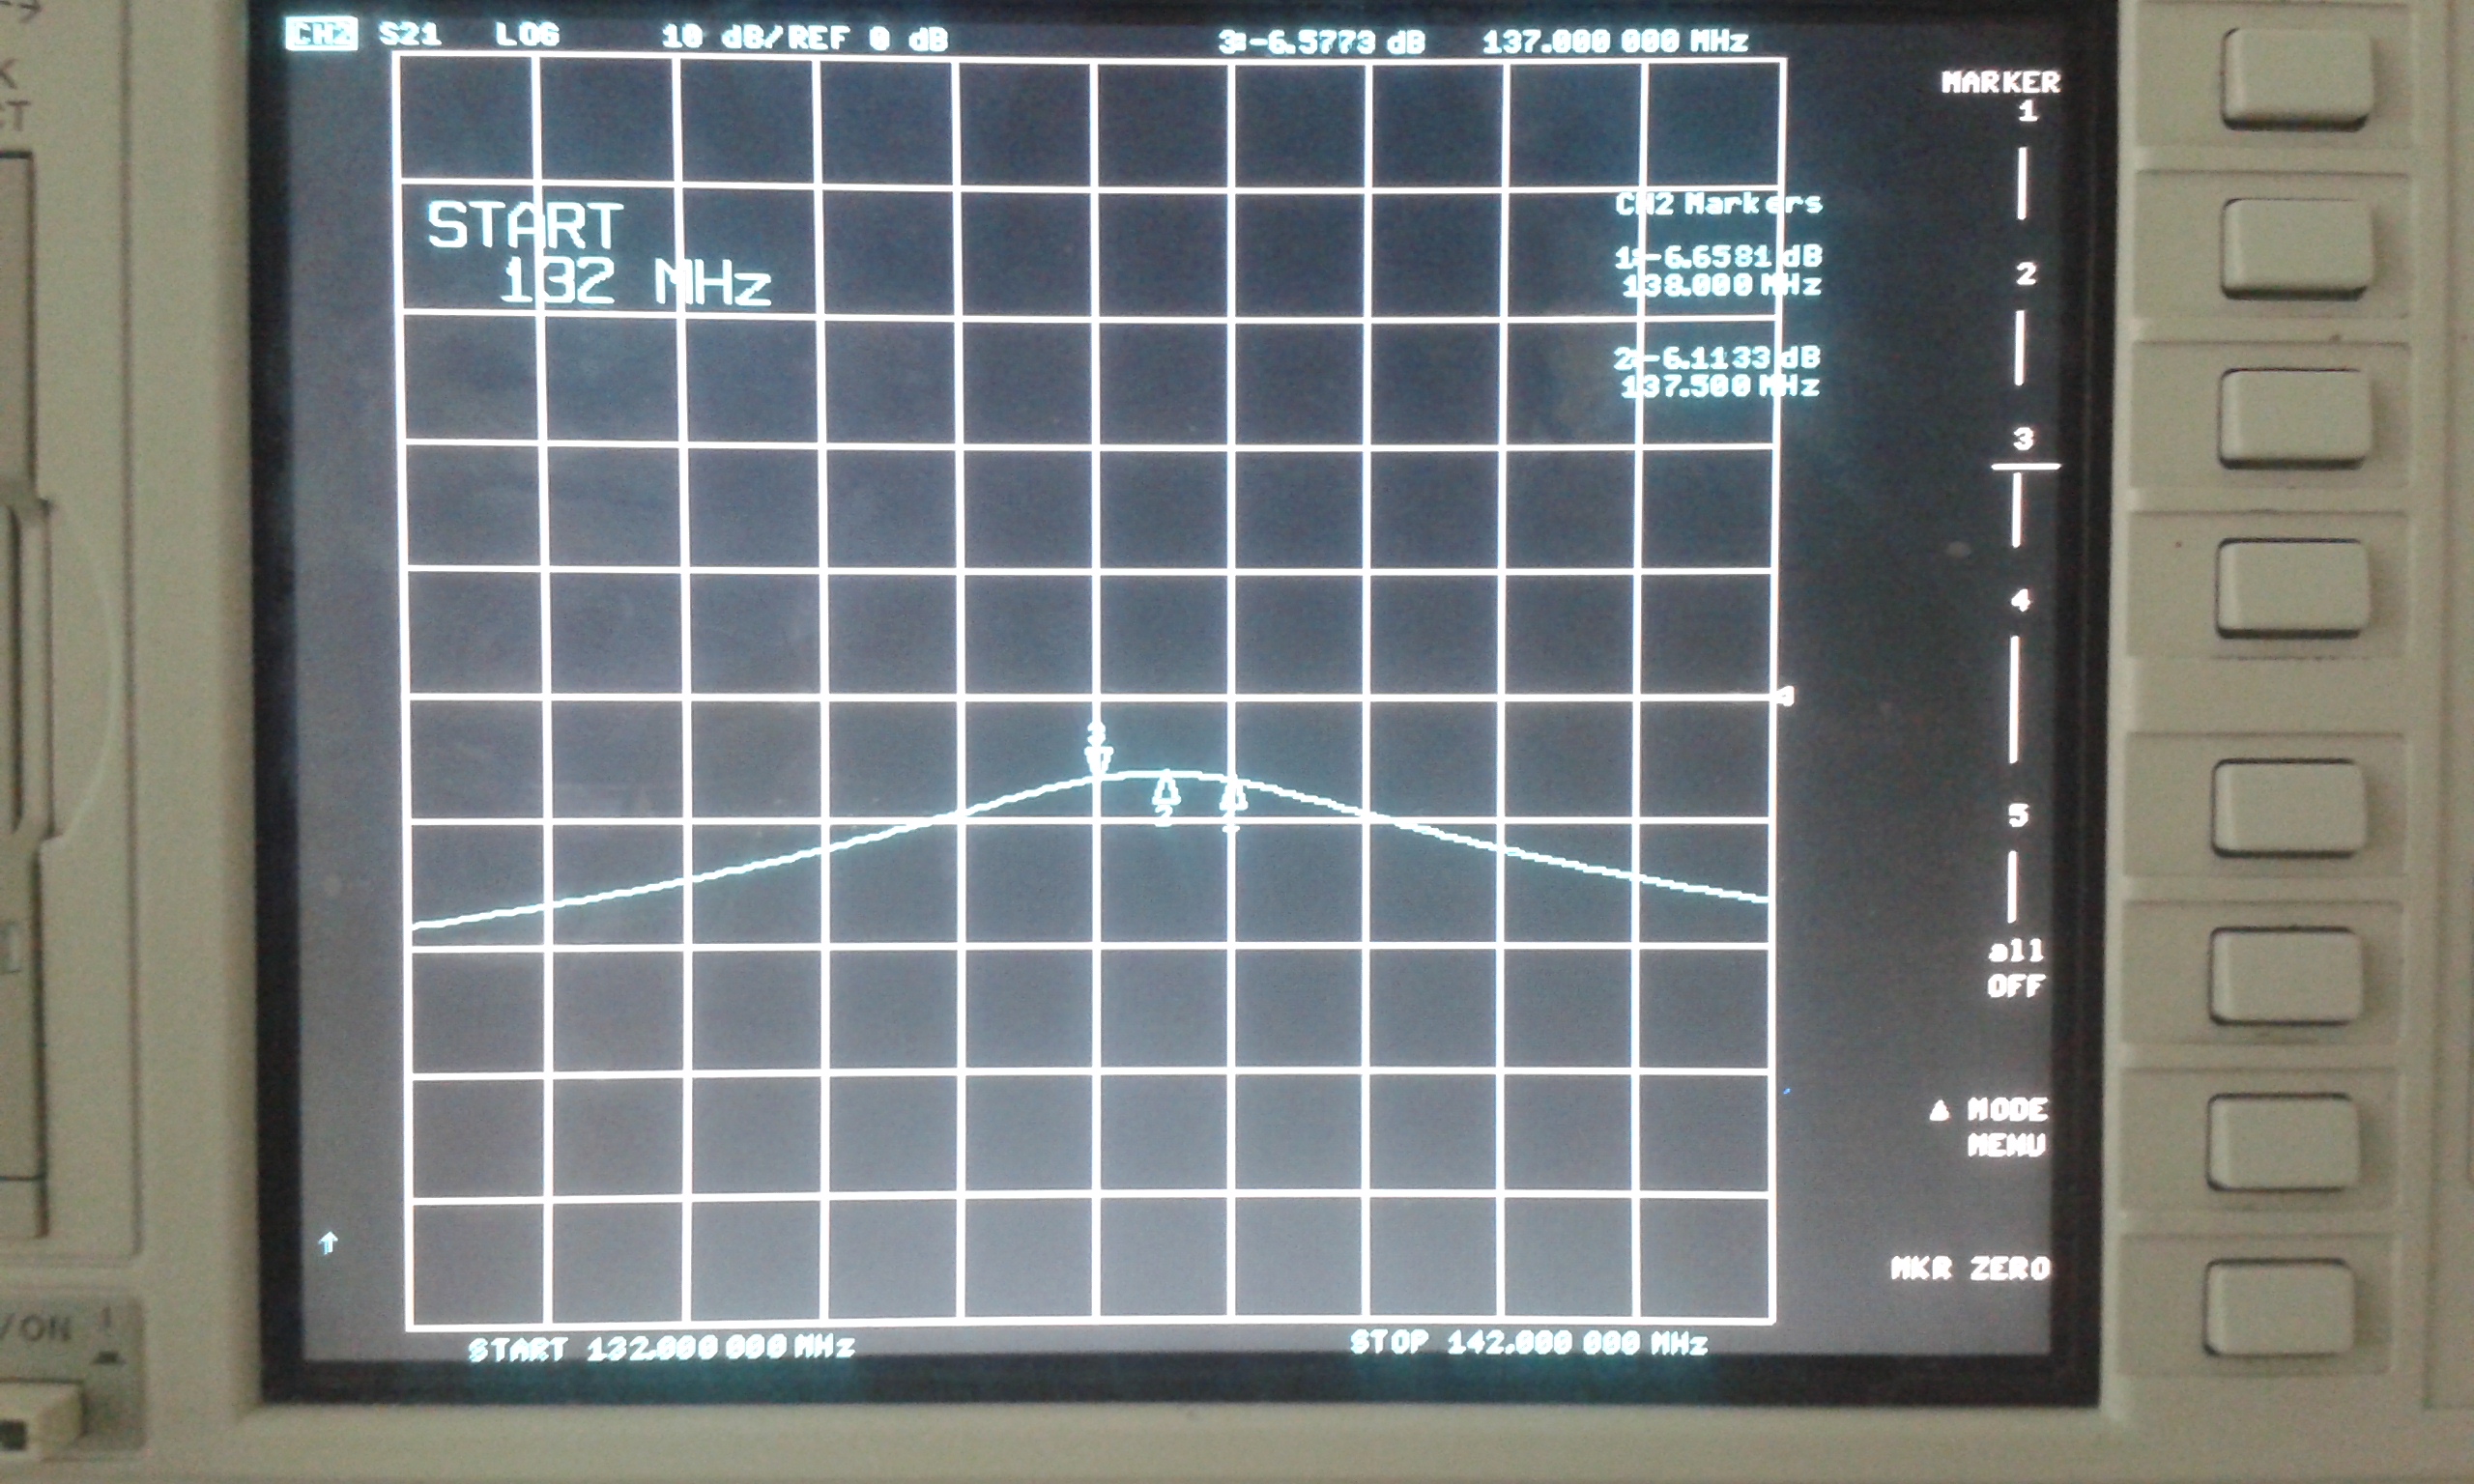 CH2 S21 LOG 10 dB/REF 0 dB 3:-6.5773 dB 137.000 000 MHz
MARKER
1
START
132 MHz
CH2 Markers
1:-6.6581 dB
138.000 MHz
2:-6.1133 dB
137.500 MHz
2
3
4
3
2
1
5
all
OFF
Δ MODE
MENU
MKR ZERO
/ON
START 132.000 000 MHz STOP 142.000 000 MHz